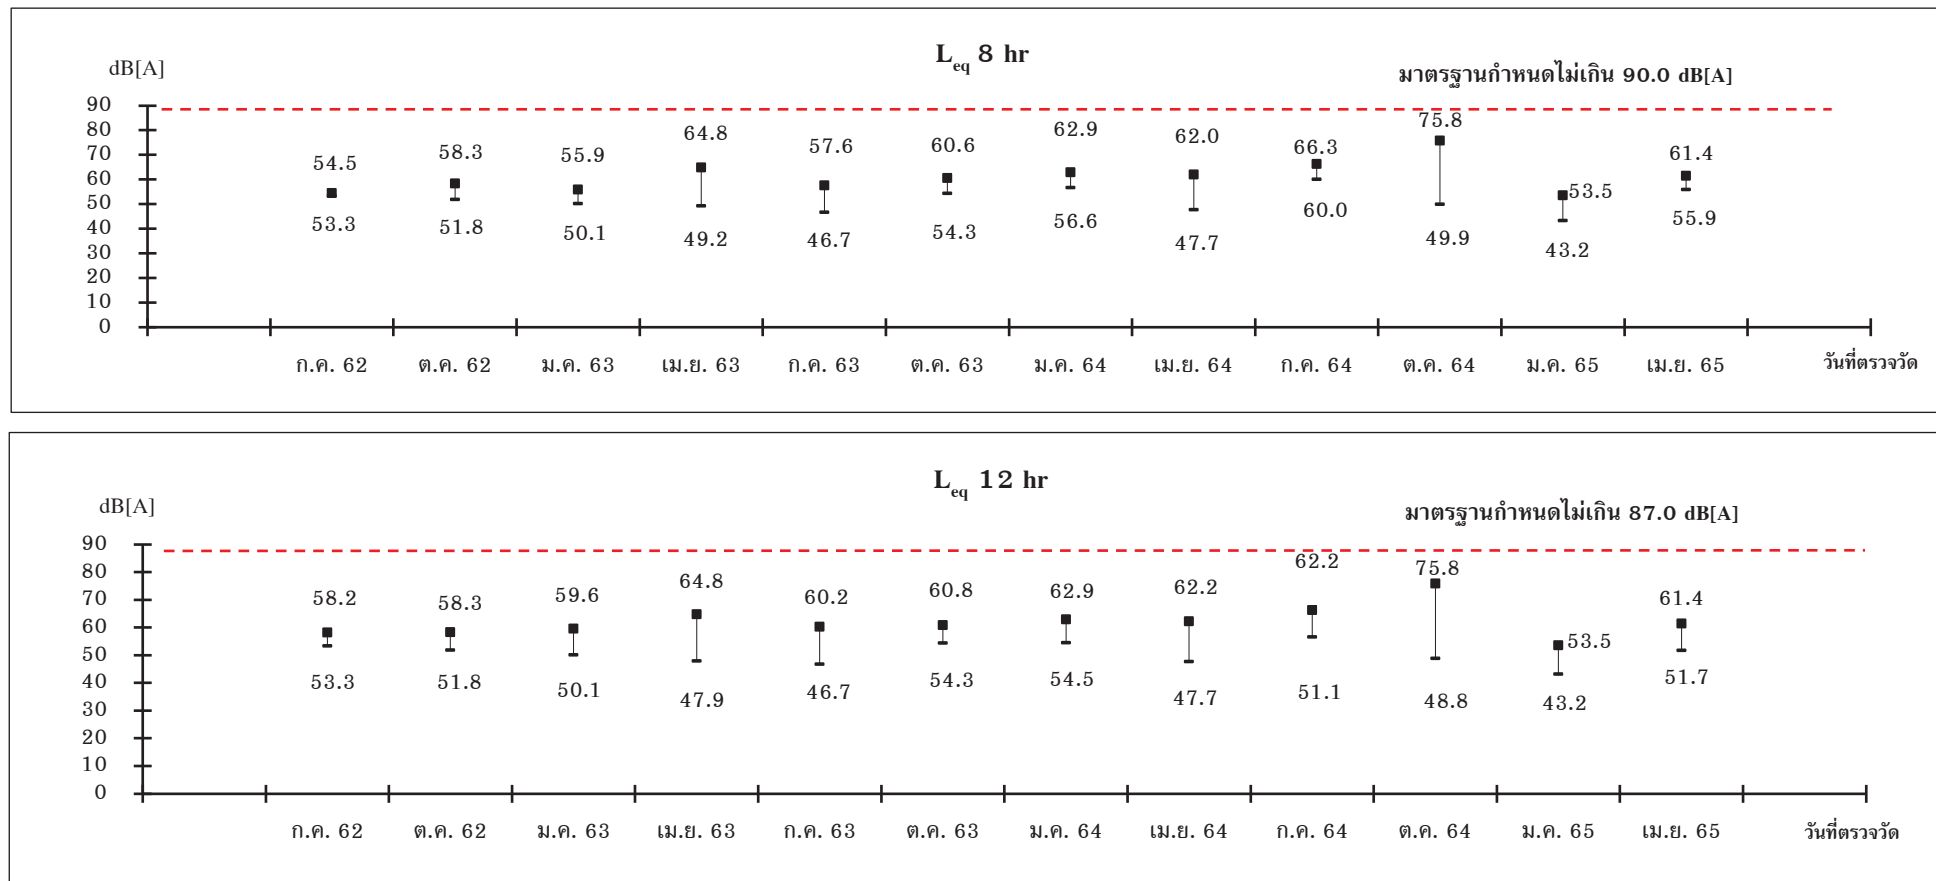 L_eq 8 hr
dB[A]
มาตรฐานกำหนดไม่เกิน 90.0 dB[A]
90
80
70
60
50
40
30
20
10
0
54.5 58.3 55.9 64.8 57.6 60.6 62.9 62.0 66.3 75.8 53.5 61.4
53.3 51.8 50.1 49.2 46.7 54.3 56.6 47.7 60.0 49.9 43.2 55.9
ก.ค. 62 ต.ค. 62 ม.ค. 63 เม.ย. 63 ก.ค. 63 ต.ค. 63 ม.ค. 64 เม.ย. 64 ก.ค. 64 ต.ค. 64 ม.ค. 65 เม.ย. 65 วันที่ตรวจวัด
L_eq 12 hr
dB[A]
มาตรฐานกำหนดไม่เกิน 87.0 dB[A]
90
80
70
60
50
40
30
20
10
0
58.2 58.3 59.6 64.8 60.2 60.8 62.9 62.2 62.2 75.8 53.5 61.4
53.3 51.8 50.1 47.9 46.7 54.3 54.5 47.7 51.1 48.8 43.2 51.7
ก.ค. 62 ต.ค. 62 ม.ค. 63 เม.ย. 63 ก.ค. 63 ต.ค. 63 ม.ค. 64 เม.ย. 64 ก.ค. 64 ต.ค. 64 ม.ค. 65 เม.ย. 65 วันที่ตรวจวัด